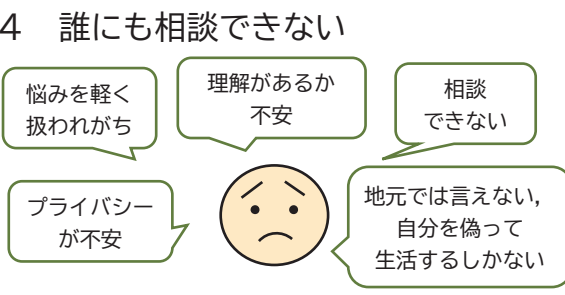 4　誰にも相談できない
悩みを軽く
扱われがち
理解があるか
不安
相談
できない
プライバシー
が不安
地元では言えない,
自分を偽って
生活するしかない